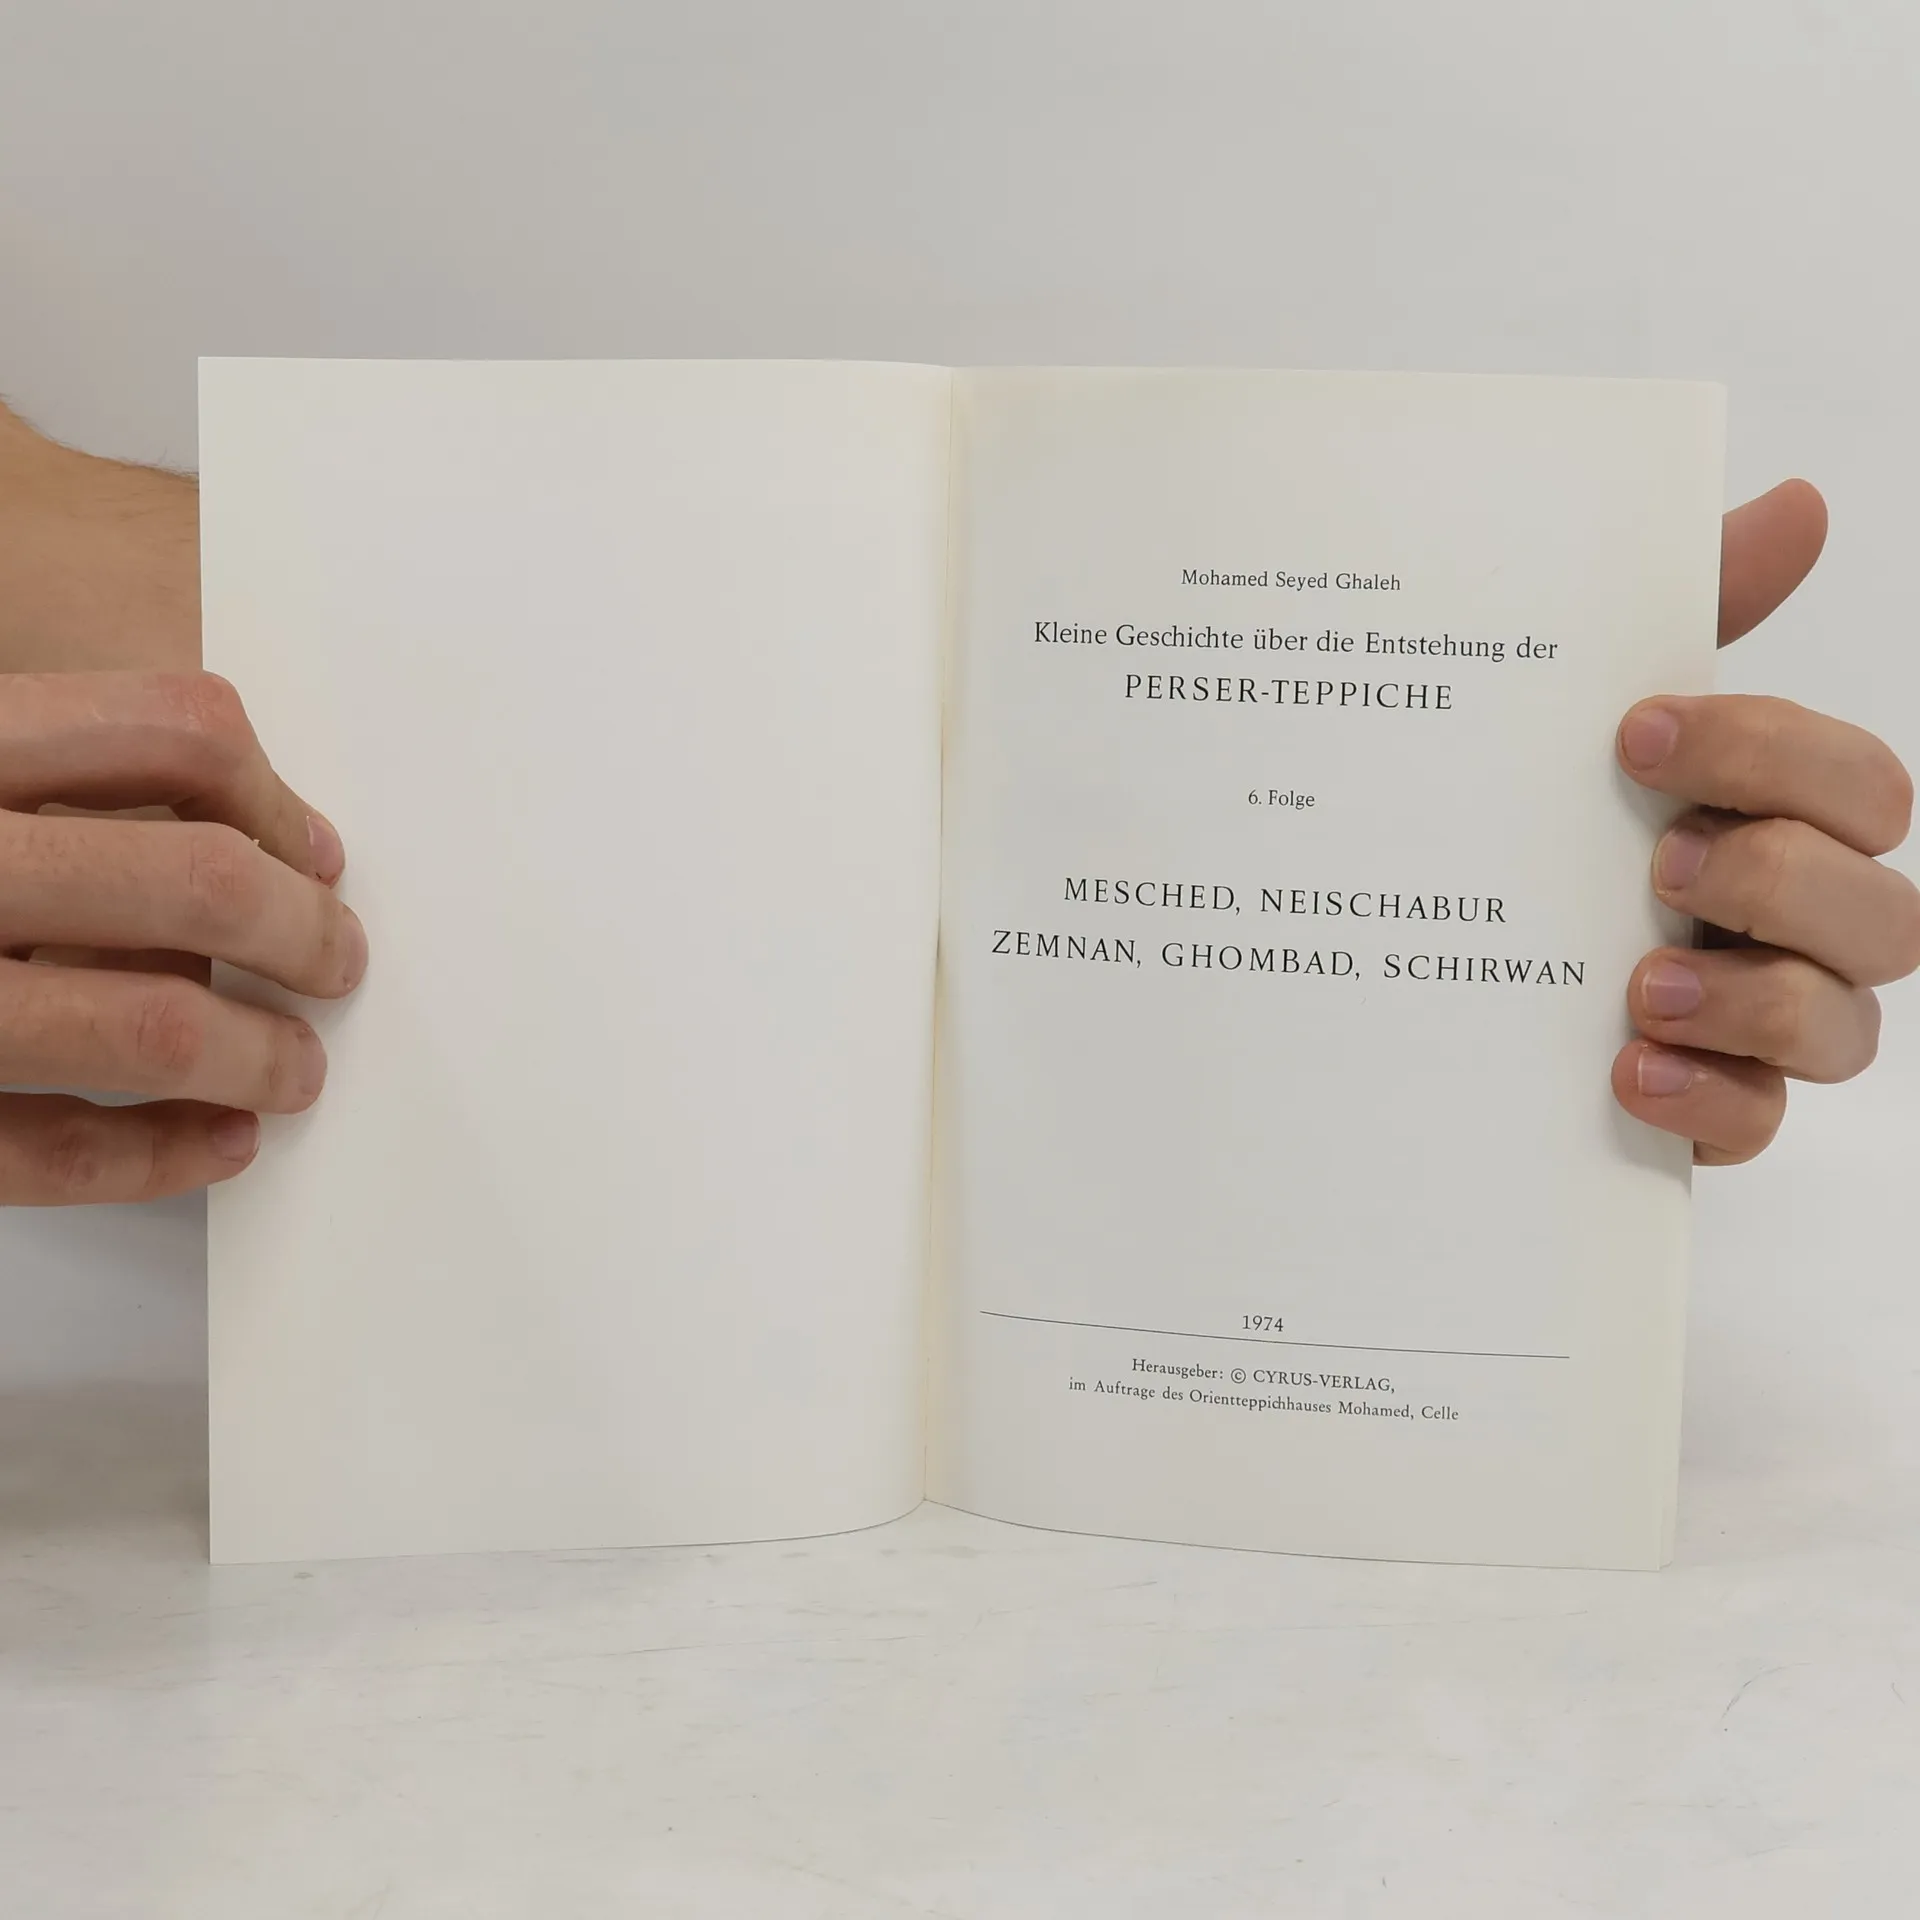 Mohamed Seyed Ghaleh
Kleine Geschichte über die Entstehung der
PERSER-TEPPICHE
6. Folge
MESCHED, NEISCHABUR
ZEMNAN, GHOMBAD, SCHIRWAN
1974
Herausgeber: © CYRUS-VERLAG,
im Auftrage des Orientteppichhauses Mohamed, Celle